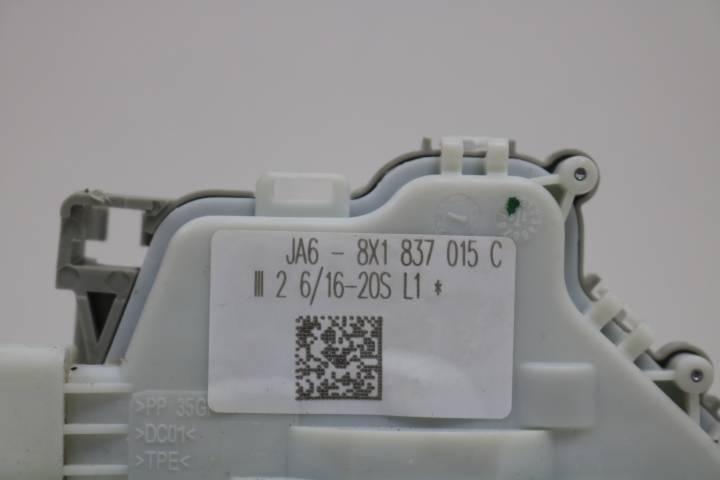 JA6 - 8X1 837 015 C
III 2 6/16-20S L1 *
>PP 35G
>DC01<
>TPE<